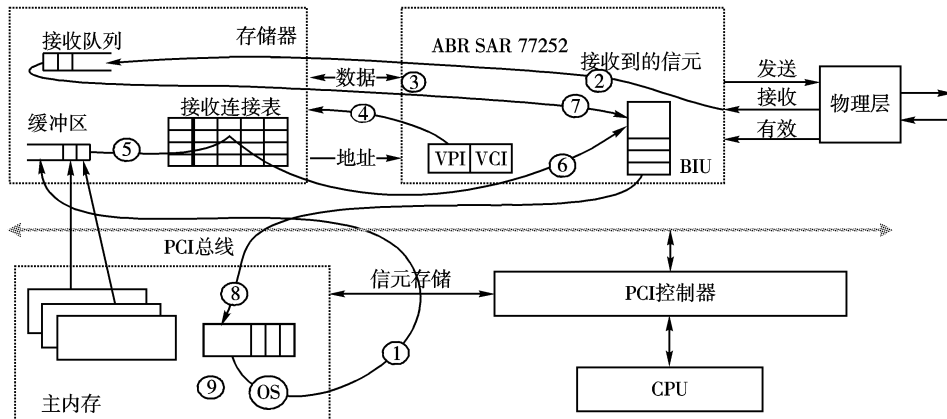 接收队列
存储器
ABR SAR 77252
接收到的信元
数据
③
②
发送
接收
有效
物理层
缓冲区
接收连接表
④
⑦
⑤
地址
VPI VCI
⑥
BIU
PCI总线
信元存储
⑧
PCI控制器
①
⑨
OS
主内存
CPU